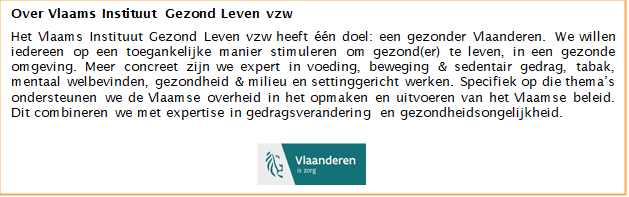 Over Vlaams Instituut Gezond Leven vzw
Het Vlaams Instituut Gezond Leven vzw heeft één doel: een gezonder Vlaanderen. We willen
iedereen op een toegankelijke manier stimuleren om gezond(er) te leven, in een gezonde
omgeving. Meer concreet zijn we expert in voeding, beweging & sedentair gedrag, tabak,
mentaal welbevinden, gezondheid & milieu en settinggericht werken. Specifiek op die thema's
ondersteunen we de Vlaamse overheid in het opmaken en uitvoeren van het Vlaamse beleid.
Dit combineren we met expertise in gedragsverandering en gezondheidsongelijkheid.
Vlaanderen
is zorg